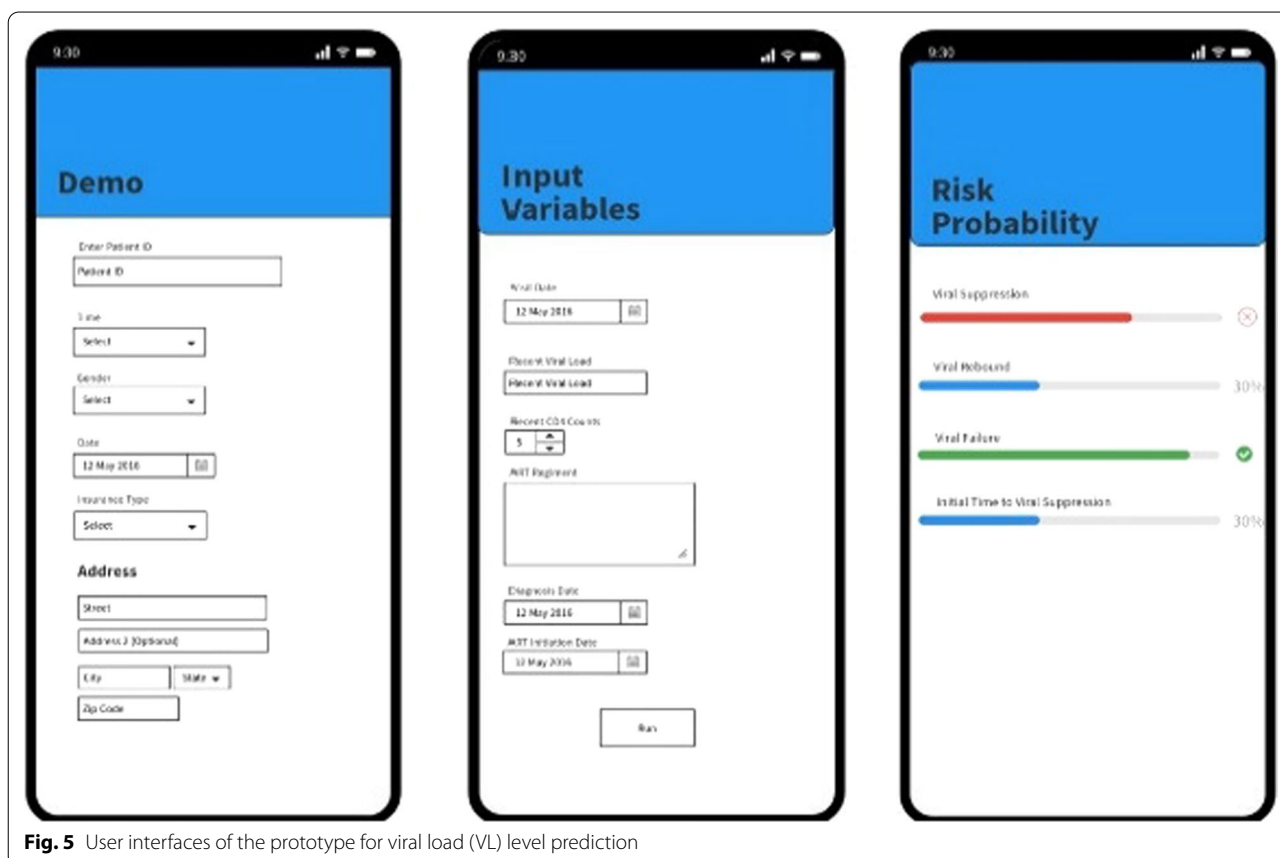 9:30
Demo
Enter Patient ID
Patient ID
Time
Select
Gender
Select
Date
12 May 2016
Insurance Type
Select
Address
Street
Address 2 (Optional)
City
State
Zip Code
9:30
Input
Variables
Viral Date
12 May 2016
Recent Viral Load
Recent Viral Load
Recent CD4 Counts
5
ART Regiment
Diagnosis Date
12 May 2016
ART Initiation Date
12 May 2016
Run
9:30
Risk
Probability
Viral Suppression
Viral Rebound
30%
Viral Failure
Initial Time to Viral Suppression
30%
Fig. 5 User interfaces of the prototype for viral load (VL) level prediction